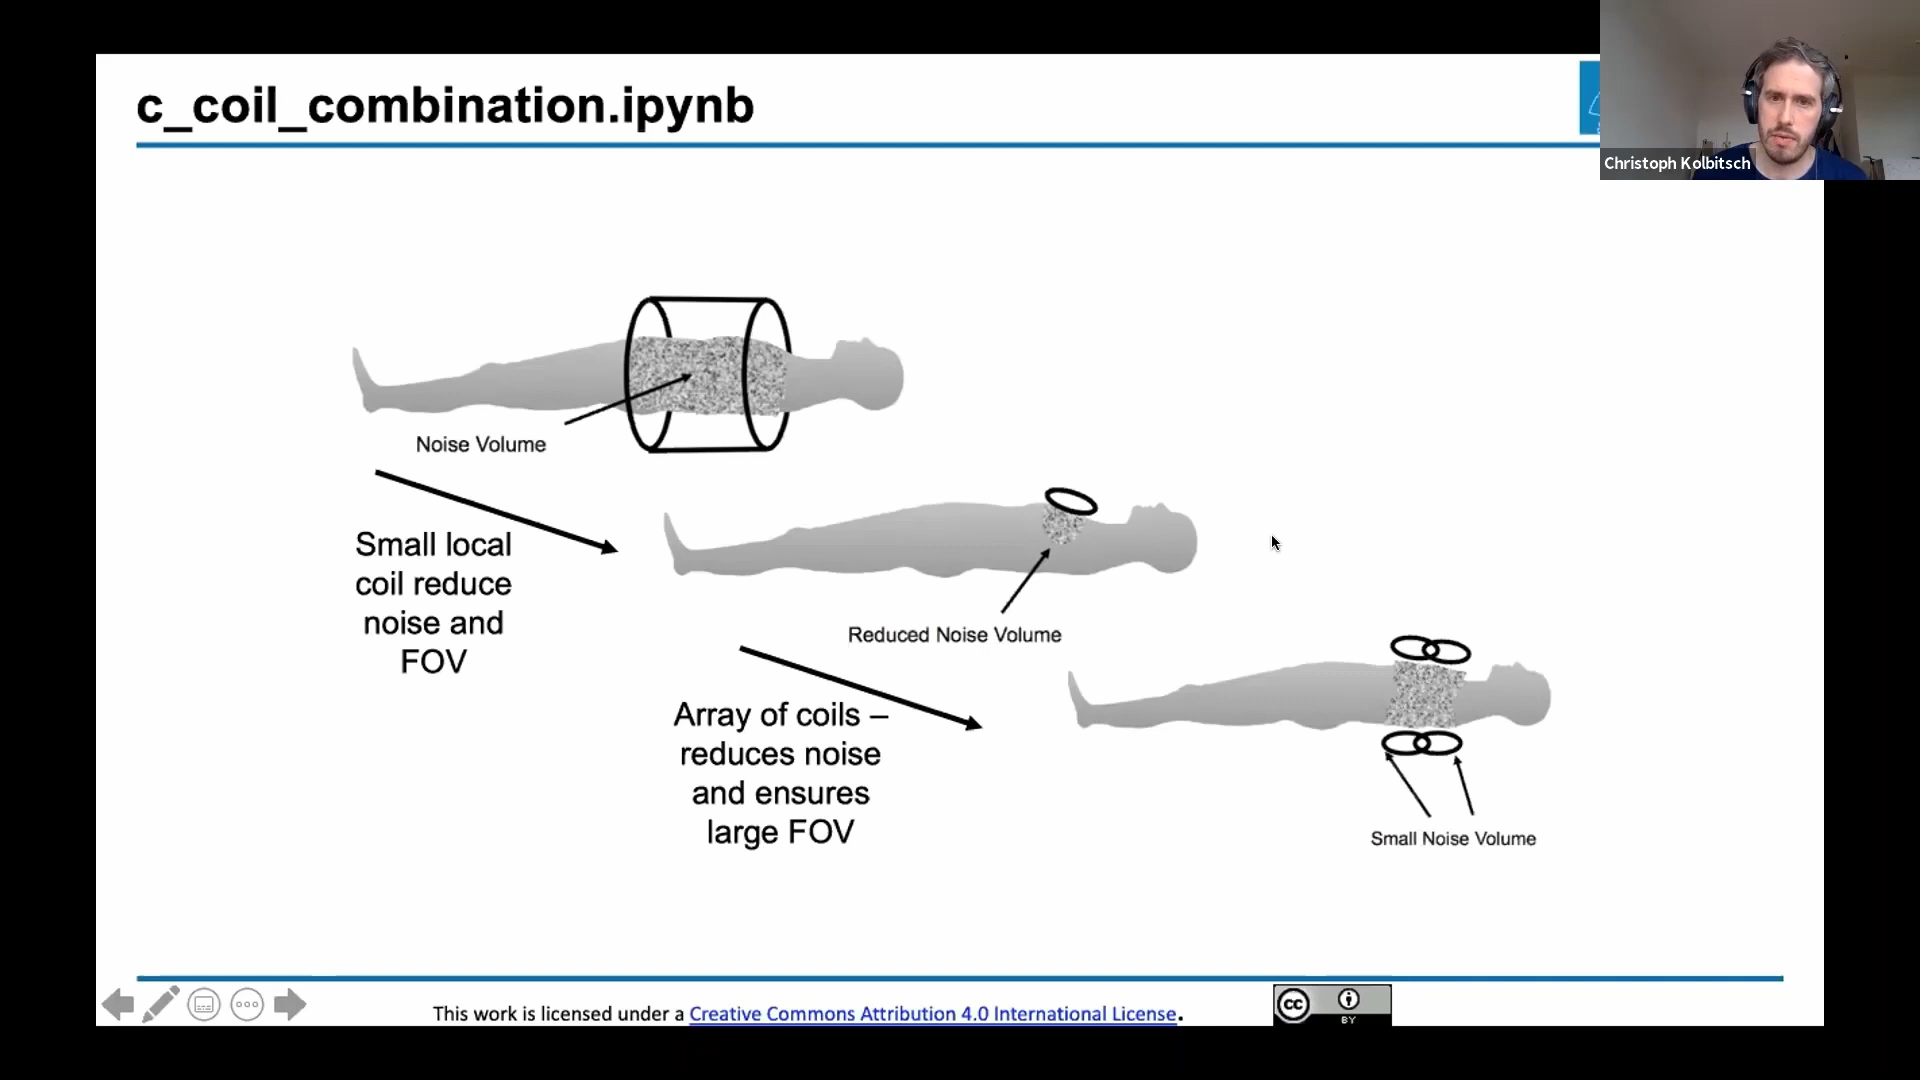 c_coil_combination.ipynb
Christoph Kolbitsch
Noise Volume
Small local
coil reduce
noise and
FOV
Reduced Noise Volume
Array of coils –
reduces noise
and ensures
large FOV
Small Noise Volume
This work is licensed under a Creative Commons Attribution 4.0 International License.
cc
BY